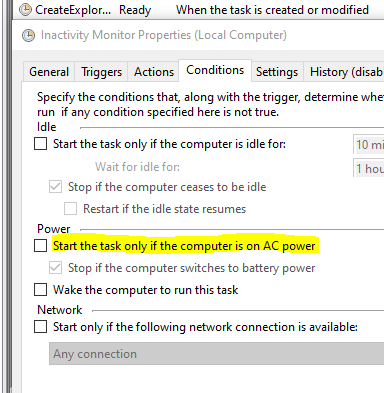 CreateExplor... Ready When the task is created or modified
Inactivity Monitor Properties (Local Computer)
General Triggers Actions Conditions Settings History (disab
Specify the conditions that, along with the trigger, determine whe
run if any condition specified here is not true.
Idle
Start the task only if the computer is idle for: 10 mi
Wait for idle for: 1 hou
Stop if the computer ceases to be idle
Restart if the idle state resumes
Power
Start the task only if the computer is on AC power
Stop if the computer switches to battery power
Wake the computer to run this task
Network
Start only if the following network connection is available:
Any connection